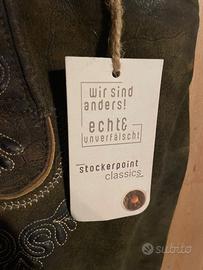 wir sind
anders!
echt &
unverfälscht
stockerpoint
classics
subito